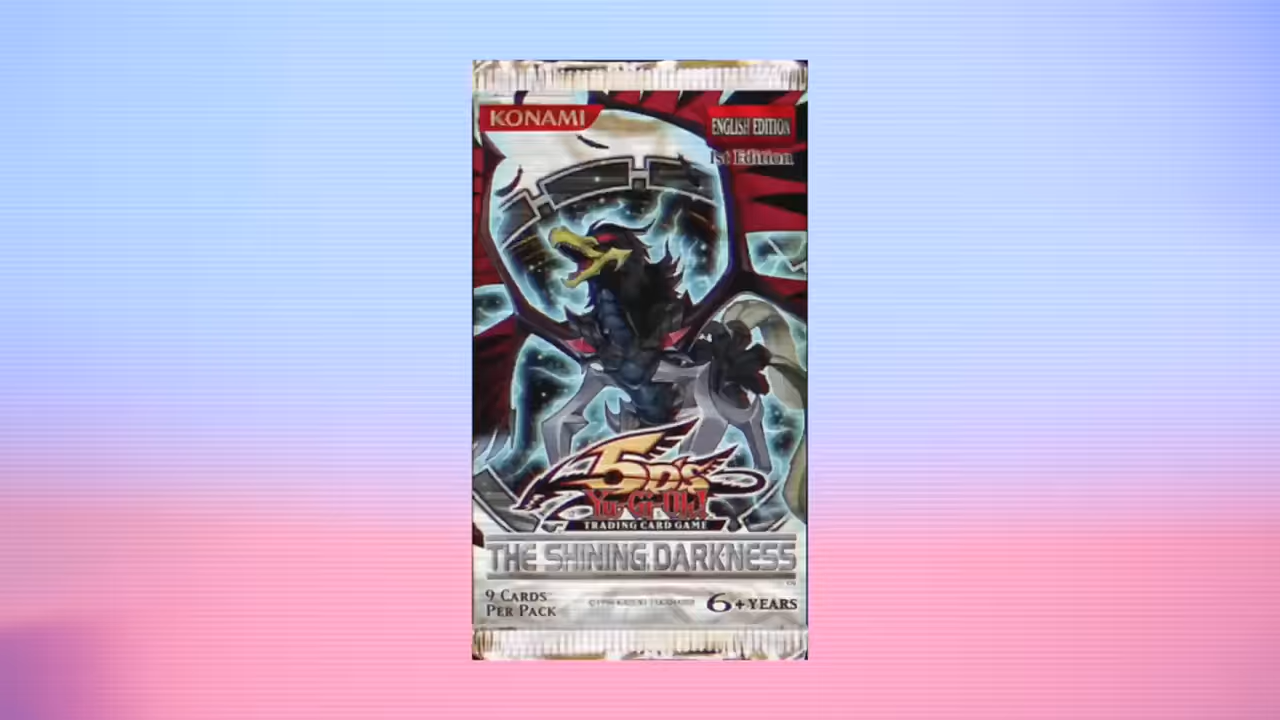 KONAMI
ENGLISH EDITION
1st Edition
5D's
Yu-Gi-Oh!
TRADING CARD GAME
THE SHINING DARKNESS
9 CARDS
PER PACK
6+YEARS